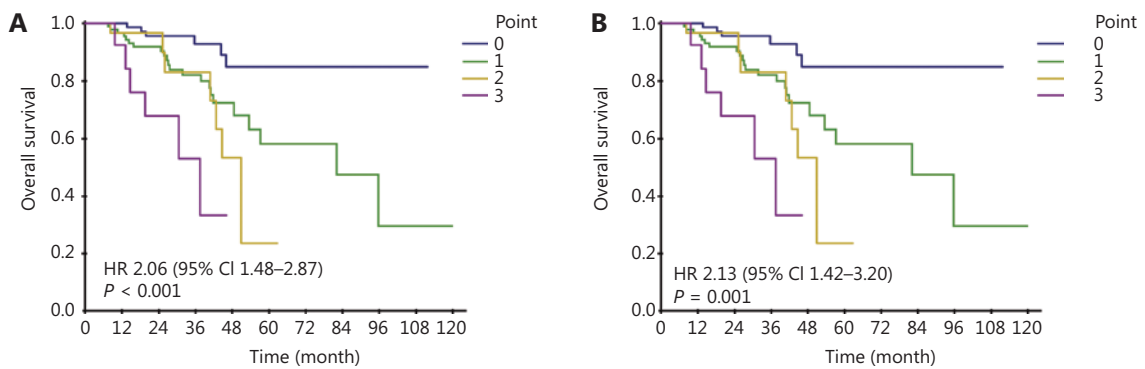 A
Point
0
1
2
3
1.0
0.8
0.6
0.4
0.2
0.0
Overall survival
HR 2.06 (95% CI 1.48–2.87)
P < 0.001
0 12 24 36 48 60 72 84 96 108 120
Time (month)
B
Point
0
1
2
3
1.0
0.8
0.6
0.4
0.2
0.0
Overall survival
HR 2.13 (95% CI 1.42–3.20)
P = 0.001
0 12 24 36 48 60 72 84 96 108 120
Time (month)